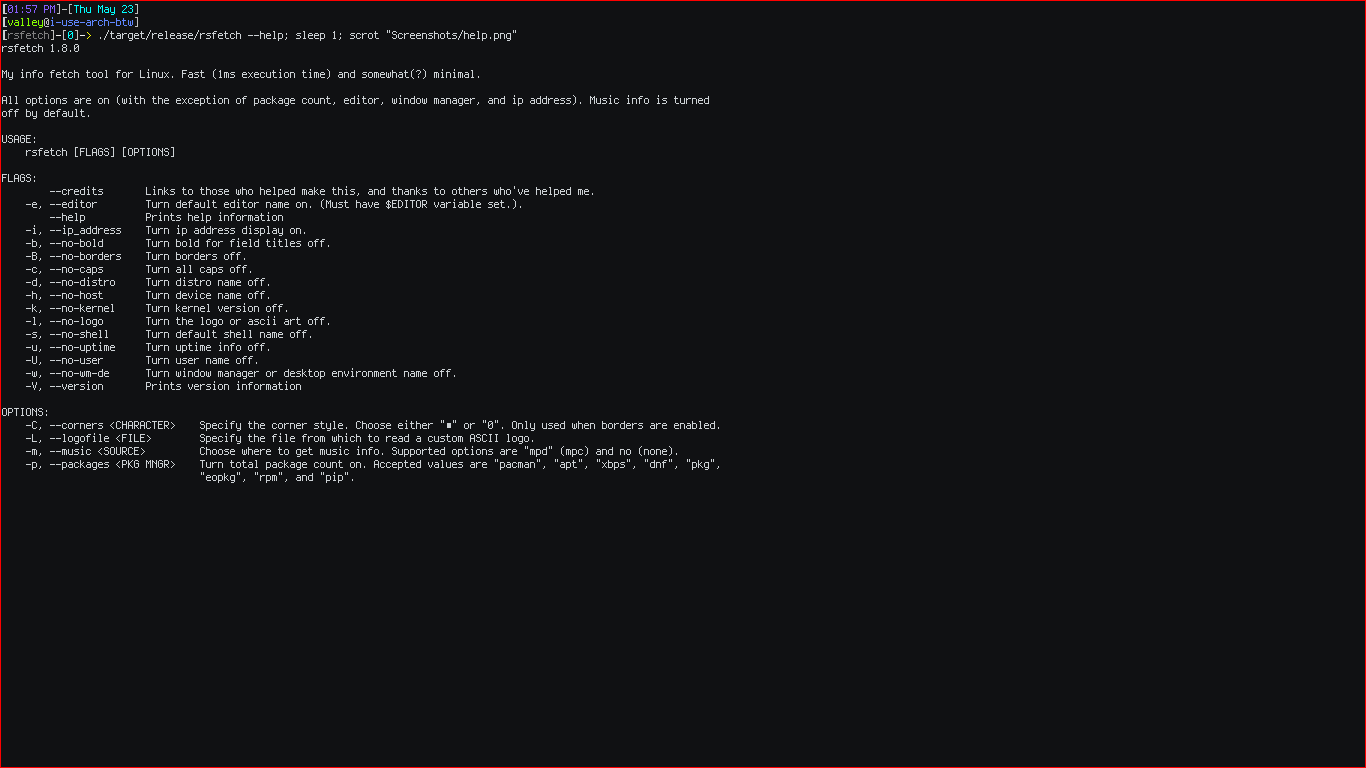 [01:57 PM]-[Thu May 23]
[valley@i-use-arch-btw]
[rsfetch]-[0]-> ./target/release/rsfetch --help; sleep 1; scrot "Screenshots/help.png"
rsfetch 1.8.0
My info fetch tool for Linux. Fast (1ms execution time) and somewhat(?) minimal.
All options are on (with the exception of package count, editor, window manager, and ip address). Music info is turned
off by default.
USAGE:
    rsfetch [FLAGS] [OPTIONS]
FLAGS:
        --credits       Links to those who helped make this, and thanks to others who've helped me.
    -e, --editor        Turn default editor name on. (Must have $EDITOR variable set.).
        --help          Prints help information
    -i, --ip_address    Turn ip address display on.
    -b, --no-bold       Turn bold for field titles off.
    -B, --no-borders    Turn borders off.
    -c, --no-caps       Turn all caps off.
    -d, --no-distro     Turn distro name off.
    -h, --no-host       Turn device name off.
    -k, --no-kernel     Turn kernel version off.
    -l, --no-logo       Turn the logo or ascii art off.
    -s, --no-shell      Turn default shell name off.
    -u, --no-uptime     Turn uptime info off.
    -U, --no-user       Turn user name off.
    -w, --no-wm-de      Turn window manager or desktop environment name off.
    -V, --version       Prints version information
OPTIONS:
    -C, --corners <CHARACTER>    Specify the corner style. Choose either "■" or "0". Only used when borders are enabled.
    -L, --logofile <FILE>        Specify the file from which to read a custom ASCII logo.
    -m, --music <SOURCE>         Choose where to get music info. Supported options are "mpd" (mpc) and no (none).
    -p, --packages <PKG MNGR>    Turn total package count on. Accepted values are "pacman", "apt", "xbps", "dnf", "pkg",
                                 "eopkg", "rpm", and "pip".